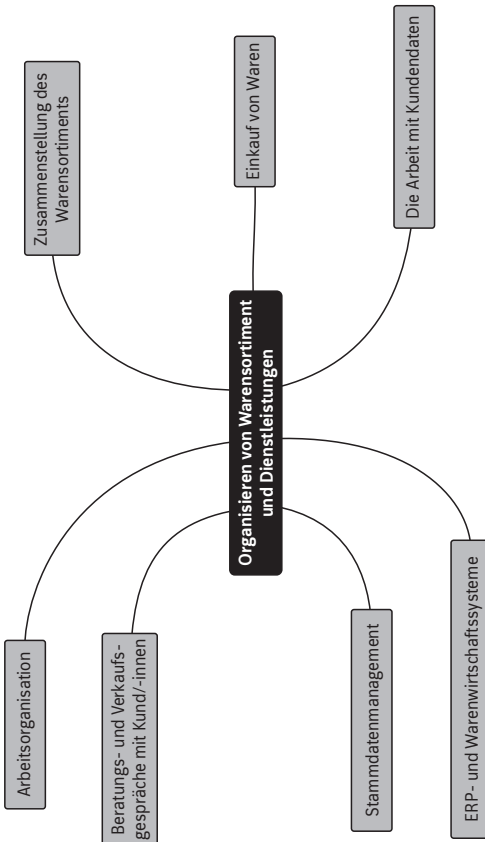 Zusammenstellung des
Warensortiments
Einkauf von Waren
Die Arbeit mit Kundendaten
Organisieren von Warensortiment
und Dienstleistungen
Arbeitsorganisation
Beratungs- und Verkaufs-
gespräche mit Kund/-innen
Stammdatenmanagement
ERP- und Warenwirtschaftssysteme